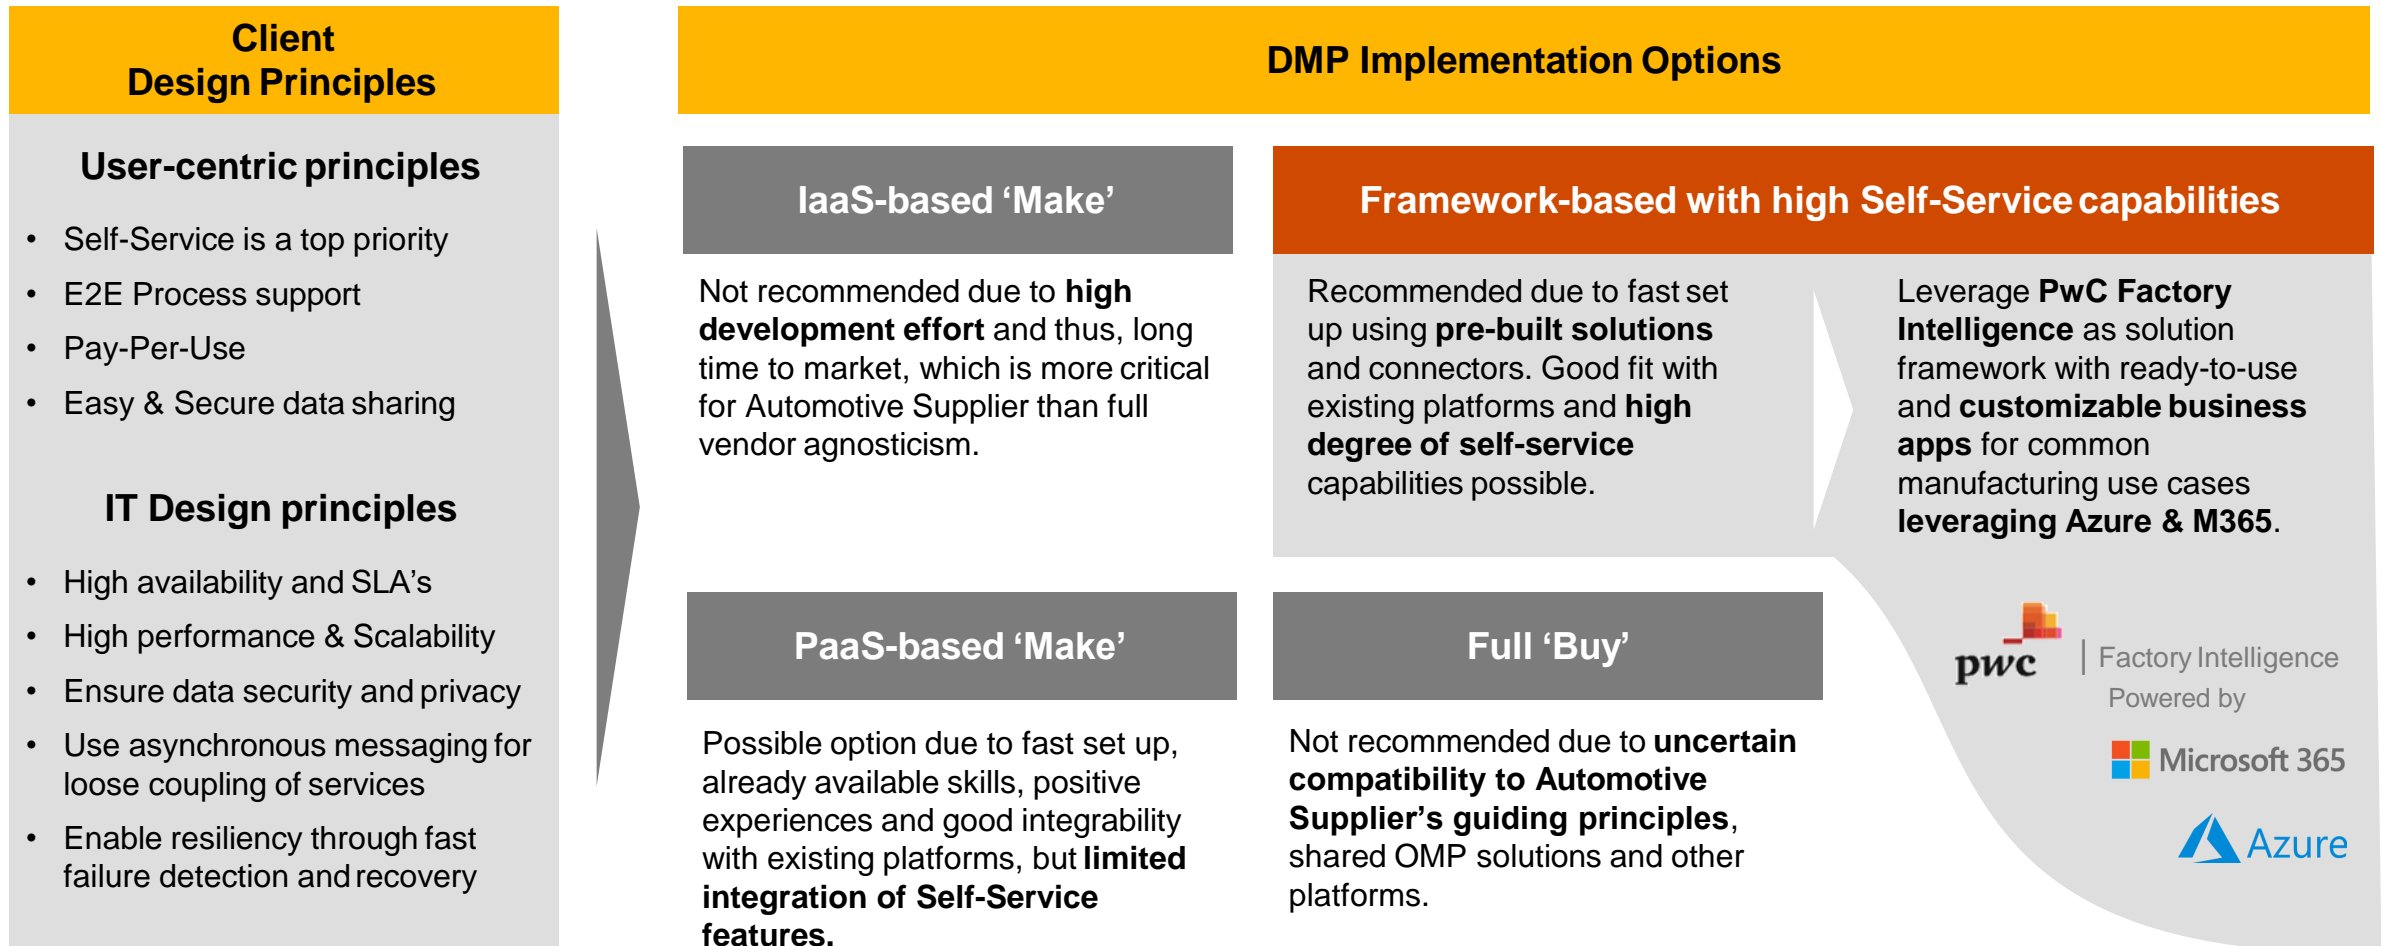 Client
Design Principles
User-centric principles
• Self-Service is a top priority
• E2E Process support
• Pay-Per-Use
• Easy & Secure data sharing
IT Design principles
• High availability and SLA's
• High performance & Scalability
• Ensure data security and privacy
• Use asynchronous messaging for
loose coupling of services
• Enable resiliency through fast
failure detection and recovery
DMP Implementation Options
IaaS-based ‘Make’
Not recommended due to high
development effort and thus, long
time to market, which is more critical
for Automotive Supplier than full
vendor agnosticism.
Framework-based with high Self-Service capabilities
Recommended due to fast set
up using pre-built solutions
and connectors. Good fit with
existing platforms and high
degree of self-service
capabilities possible.
Leverage PwC Factory
Intelligence as solution
framework with ready-to-use
and customizable business
apps for common
manufacturing use cases
leveraging Azure & M365.
PaaS-based ‘Make’
Possible option due to fast set up,
already available skills, positive
experiences and good integrability
with existing platforms, but limited
integration of Self-Service
features.
Full ‘Buy’
Not recommended due to uncertain
compatibility to Automotive
Supplier’s guiding principles,
shared OMP solutions and other
platforms.
pwc | Factory Intelligence
Powered by
Microsoft 365
Azure